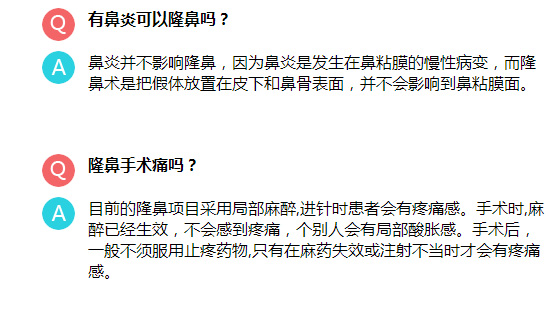 Q 有鼻炎可以隆鼻吗？
A 鼻炎并不影响隆鼻，因为鼻炎是发生在鼻粘膜的慢性病变，而隆
鼻术是把假体放置在皮下和鼻骨表面，并不会影响到鼻粘膜面。
Q 隆鼻手术痛吗？
A 目前的隆鼻项目采用局部麻醉,进针时患者会有疼痛感。手术时,麻
醉已经生效，不会感到疼痛，个别人会有局部酸胀感。手术后，
一般不须服用止疼药物,只有在麻药失效或注射不当时才会有疼痛
感。